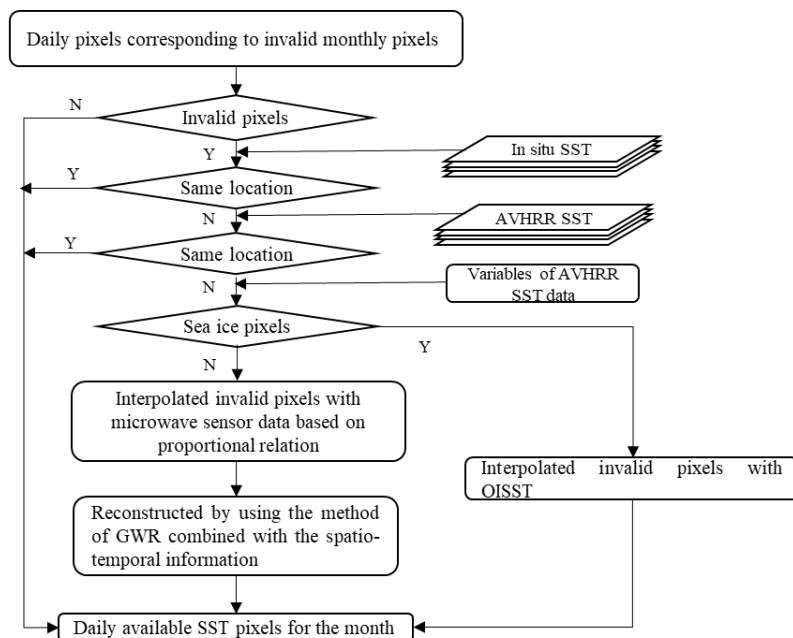 Daily pixels corresponding to invalid monthly pixels
N
Invalid pixels
Y
In situ SST
Y
Same location
N
AVHRR SST
Y
Same location
N
Variables of AVHRR
SST data
Sea ice pixels
Y
N
Interpolated invalid pixels with
microwave sensor data based on
proportional relation
Interpolated invalid pixels with
OISST
Reconstructed by using the method
of GWR combined with the spatio-
temporal information
Daily available SST pixels for the month